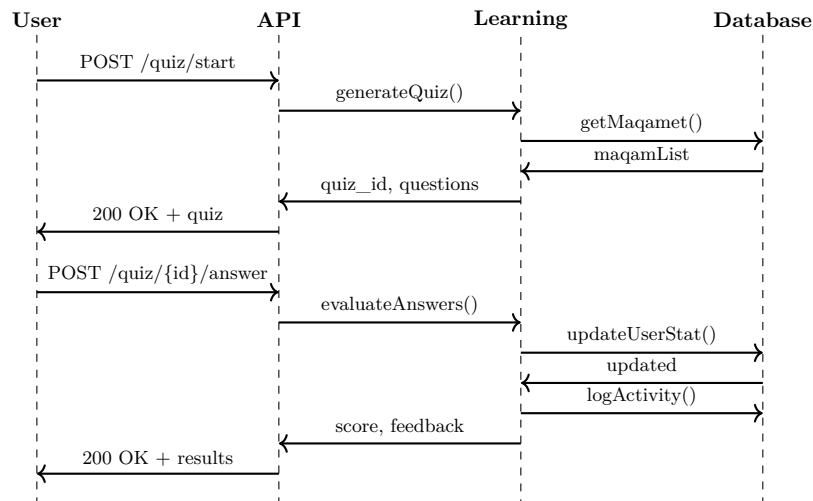 User API Learning Database
POST /quiz/start
generateQuiz()
getMaqamet()
maqamList
quiz_id, questions
200 OK + quiz
POST /quiz/{id}/answer
evaluateAnswers()
updateUserStat()
updated
logActivity()
score, feedback
200 OK + results